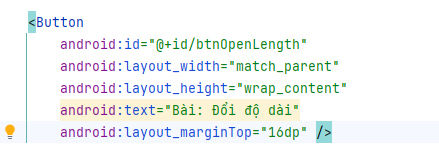 <Button
android:id="@+id/btnOpenLength"
android:layout_width="match_parent"
android:layout_height="wrap_content"
android:text="Bài: Đổi độ dài"
android:layout_marginTop="16dp" />